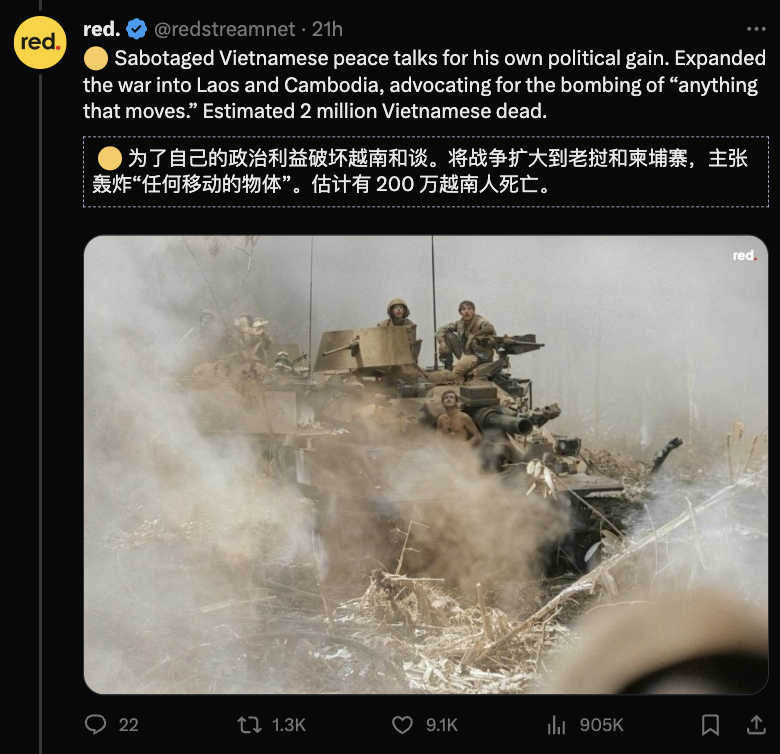 red.
red. @redstreamnet · 21h
Sabotaged Vietnamese peace talks for his own political gain. Expanded
the war into Laos and Cambodia, advocating for the bombing of “anything
that moves.” Estimated 2 million Vietnamese dead.
为了自己的政治利益破坏越南和谈。将战争扩大到老挝和柬埔寨，主张
轰炸“任何移动的物体”。估计有 200 万越南人死亡。
red.
22 1.3K 9.1K 905K